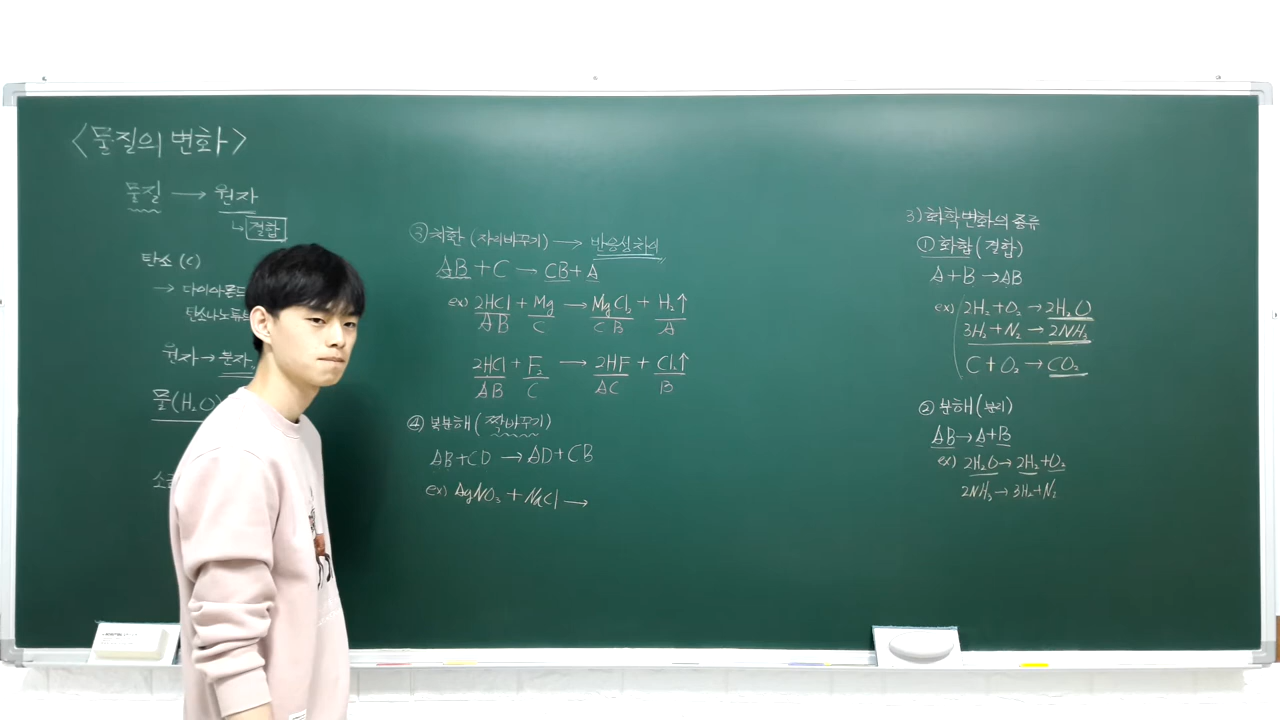 <물질의 변화>
물질 → 원자
↳ 결합
탄소 (C)
→ 다이아몬드
탄소나노튜브
원자 → 분자
물(H₂O)
③ 치환 (자리바꾸기) → 반응성 차이
AB + C → CB + A
ex) 2HCl + Mg → MgCl₂ + H₂↑
AB C CB A
2HCl + F₂ → 2HF + Cl₂↑
AB C AC B
④ 복분해 (짝바꾸기)
AB + CD → AD + CB
ex) AgNO₃ + NaCl →
3) 화학변화의 종류
① 화합 (결합)
A + B → AB
ex) 2H₂ + O₂ → 2H₂O
3H₂ + N₂ → 2NH₃
C + O₂ → CO₂
② 분해 (분리)
AB → A + B
ex) 2H₂O → 2H₂ + O₂
2NH₃ → 3H₂ + N₂